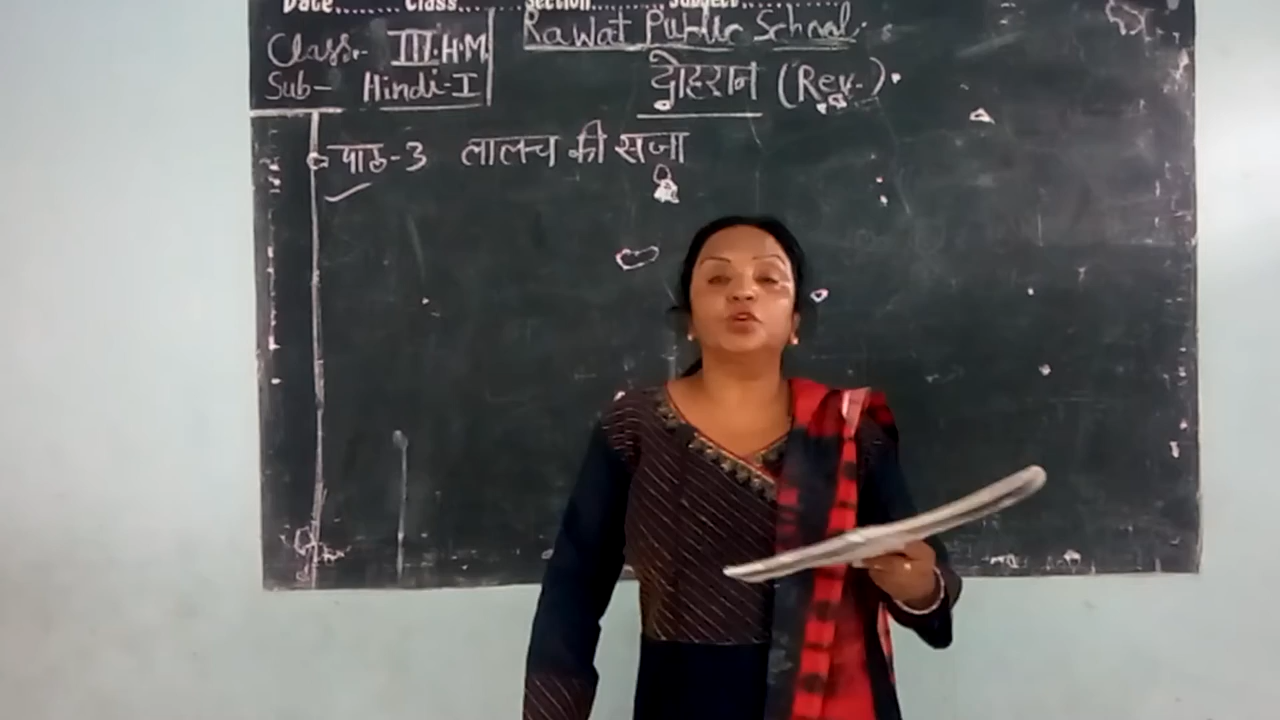 Date........ Class........ Section........... Subject..............
Class:- III.H.M Rawat Public School.
Sub- Hindi-I दोहरान (Rev.)
पाठ-3 लालच की सजा